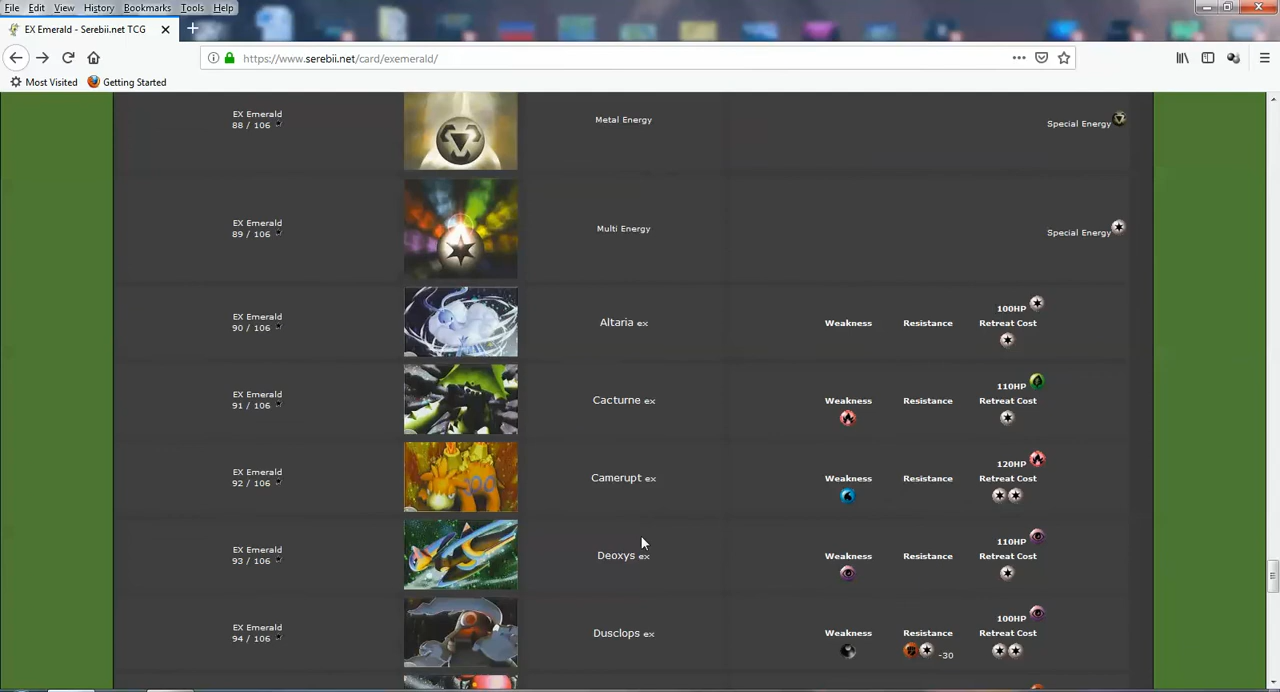 File Edit View History Bookmarks Tools Help
EX Emerald - Serebii.net TCG
https://www.serebii.net/card/exemerald/
Most Visited Getting Started
EX Emerald
88 / 106
Metal Energy
Special Energy
EX Emerald
89 / 106
Multi Energy
Special Energy
EX Emerald
90 / 106
Altaria ex
100HP
Weakness Resistance Retreat Cost
EX Emerald
91 / 106
Cacturne ex
110HP
Weakness Resistance Retreat Cost
EX Emerald
92 / 106
Camerupt ex
120HP
Weakness Resistance Retreat Cost
EX Emerald
93 / 106
Deoxys ex
110HP
Weakness Resistance Retreat Cost
EX Emerald
94 / 106
Dusclops ex
100HP
Weakness Resistance Retreat Cost
-30